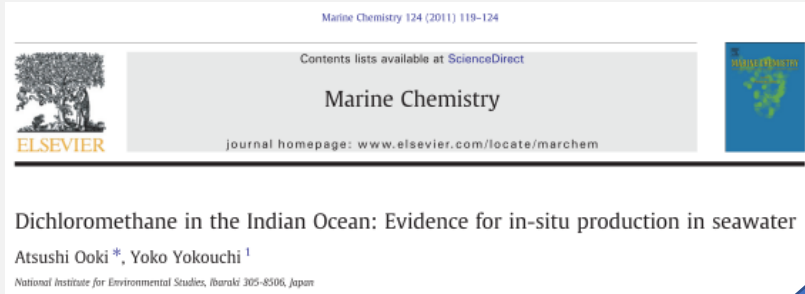 Marine Chemistry 124 (2011) 119–124
Contents lists available at ScienceDirect
Marine Chemistry
journal homepage: www.elsevier.com/locate/marchem
ELSEVIER
MARINE CHEMISTRY
Dichloromethane in the Indian Ocean: Evidence for in-situ production in seawater
Atsushi Ooki *, Yoko Yokouchi 1
National Institute for Environmental Studies, Ibaraki 305-8506, Japan